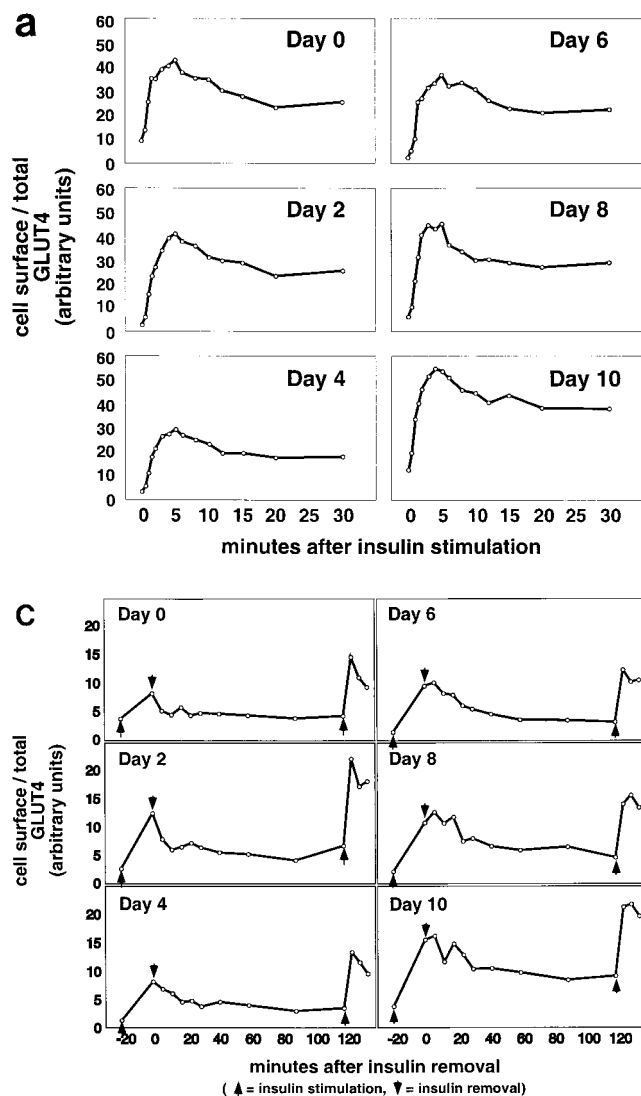 a
Day 0
Day 6
60
50
40
30
20
10
0
Day 2
Day 8
60
50
40
30
20
10
0
Day 4
Day 10
60
50
40
30
20
10
0
cell surface / total
GLUT4
(arbitrary units)
0 5 10 15 20 25 30
0 5 10 15 20 25 30
minutes after insulin stimulation
c
Day 0
Day 6
20
15
10
5
0
Day 2
Day 8
20
15
10
5
0
Day 4
Day 10
20
15
10
5
0
cell surface / total
GLUT4
(arbitrary units)
-20 0 20 40 60 80 100 120
-20 0 20 40 60 80 100 120
minutes after insulin removal
( = insulin stimulation, = insulin removal)